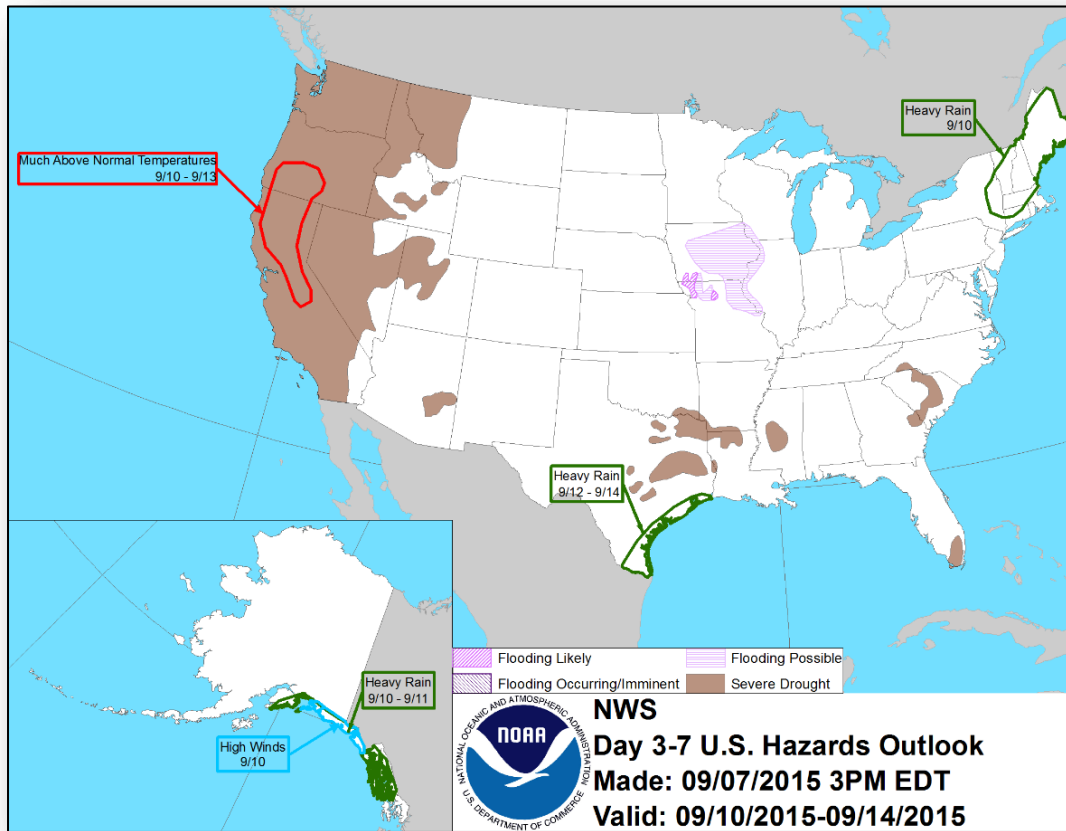 Heavy Rain
9/10
Much Above Normal Temperatures
9/10 - 9/13
Heavy Rain
9/12 - 9/14
Heavy Rain
9/10 - 9/11
High Winds
9/10
Flooding Likely
Flooding Possible
Flooding Occurring/Imminent
Severe Drought
NATIONAL OCEANIC AND ATMOSPHERIC ADMINISTRATION
NOAA
U.S. DEPARTMENT OF COMMERCE
NWS
Day 3-7 U.S. Hazards Outlook
Made: 09/07/2015 3PM EDT
Valid: 09/10/2015-09/14/2015